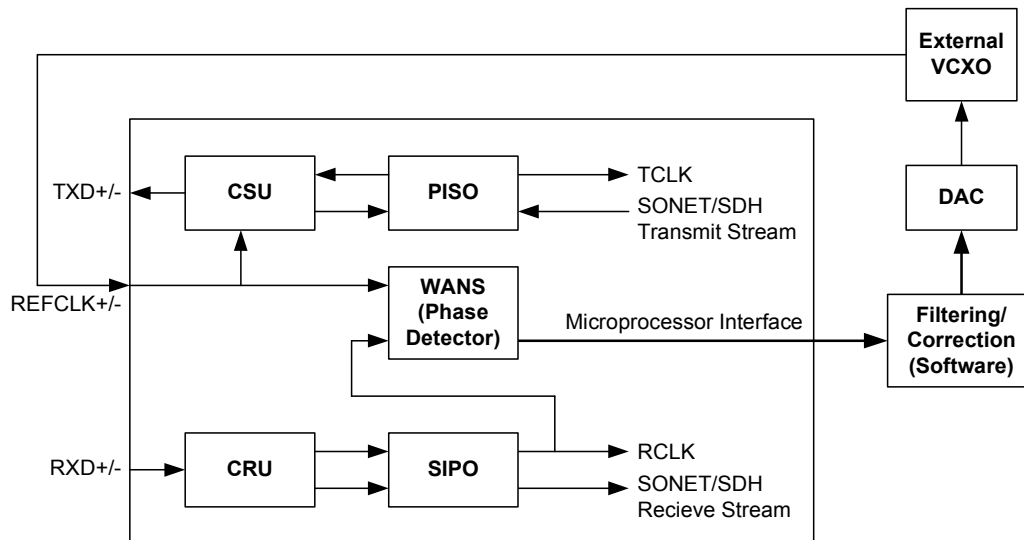 External
VCXO
TXD+/-
CSU
PISO
TCLK
SONET/SDH
Transmit Stream
DAC
REFCLK+/-
WANS
(Phase
Detector)
Microprocessor Interface
Filtering/
Correction
(Software)
RXD+/-
CRU
SIPO
RCLK
SONET/SDH
Recieve Stream